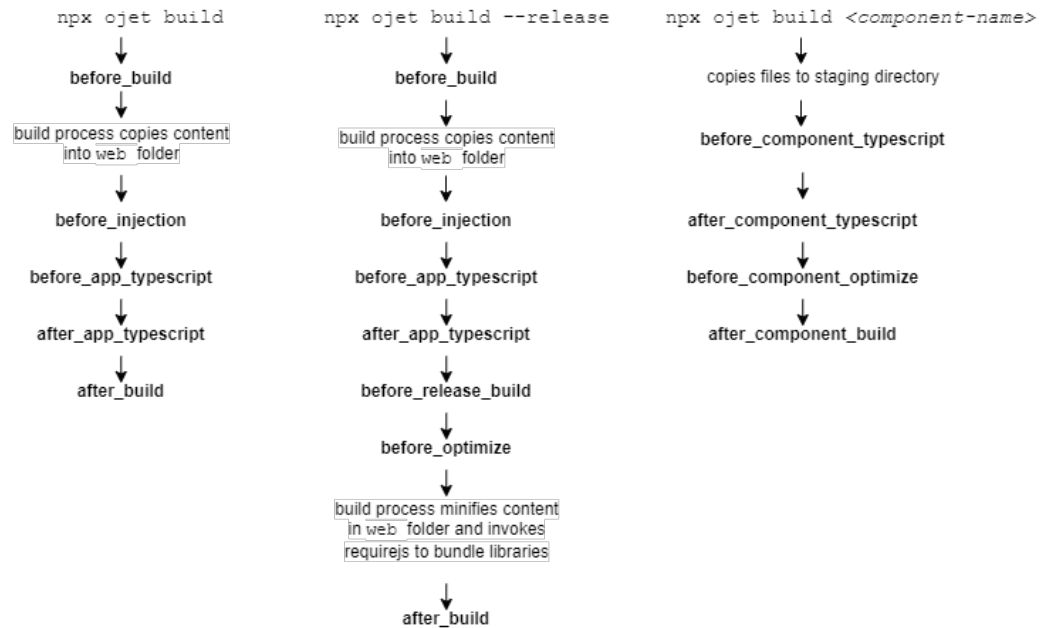 npx ojet build
before_build
build process copies content
into web folder
before_injection
before_app_typescript
after_app_typescript
after_build
npx ojet build --release
before_build
build process copies content
into web folder
before_injection
before_app_typescript
after_app_typescript
before_release_build
before_optimize
build process minifies content
in web folder and invokes
requirejs to bundle libraries
after_build
npx ojet build <component-name>
copies files to staging directory
before_component_typescript
after_component_typescript
before_component_optimize
after_component_build